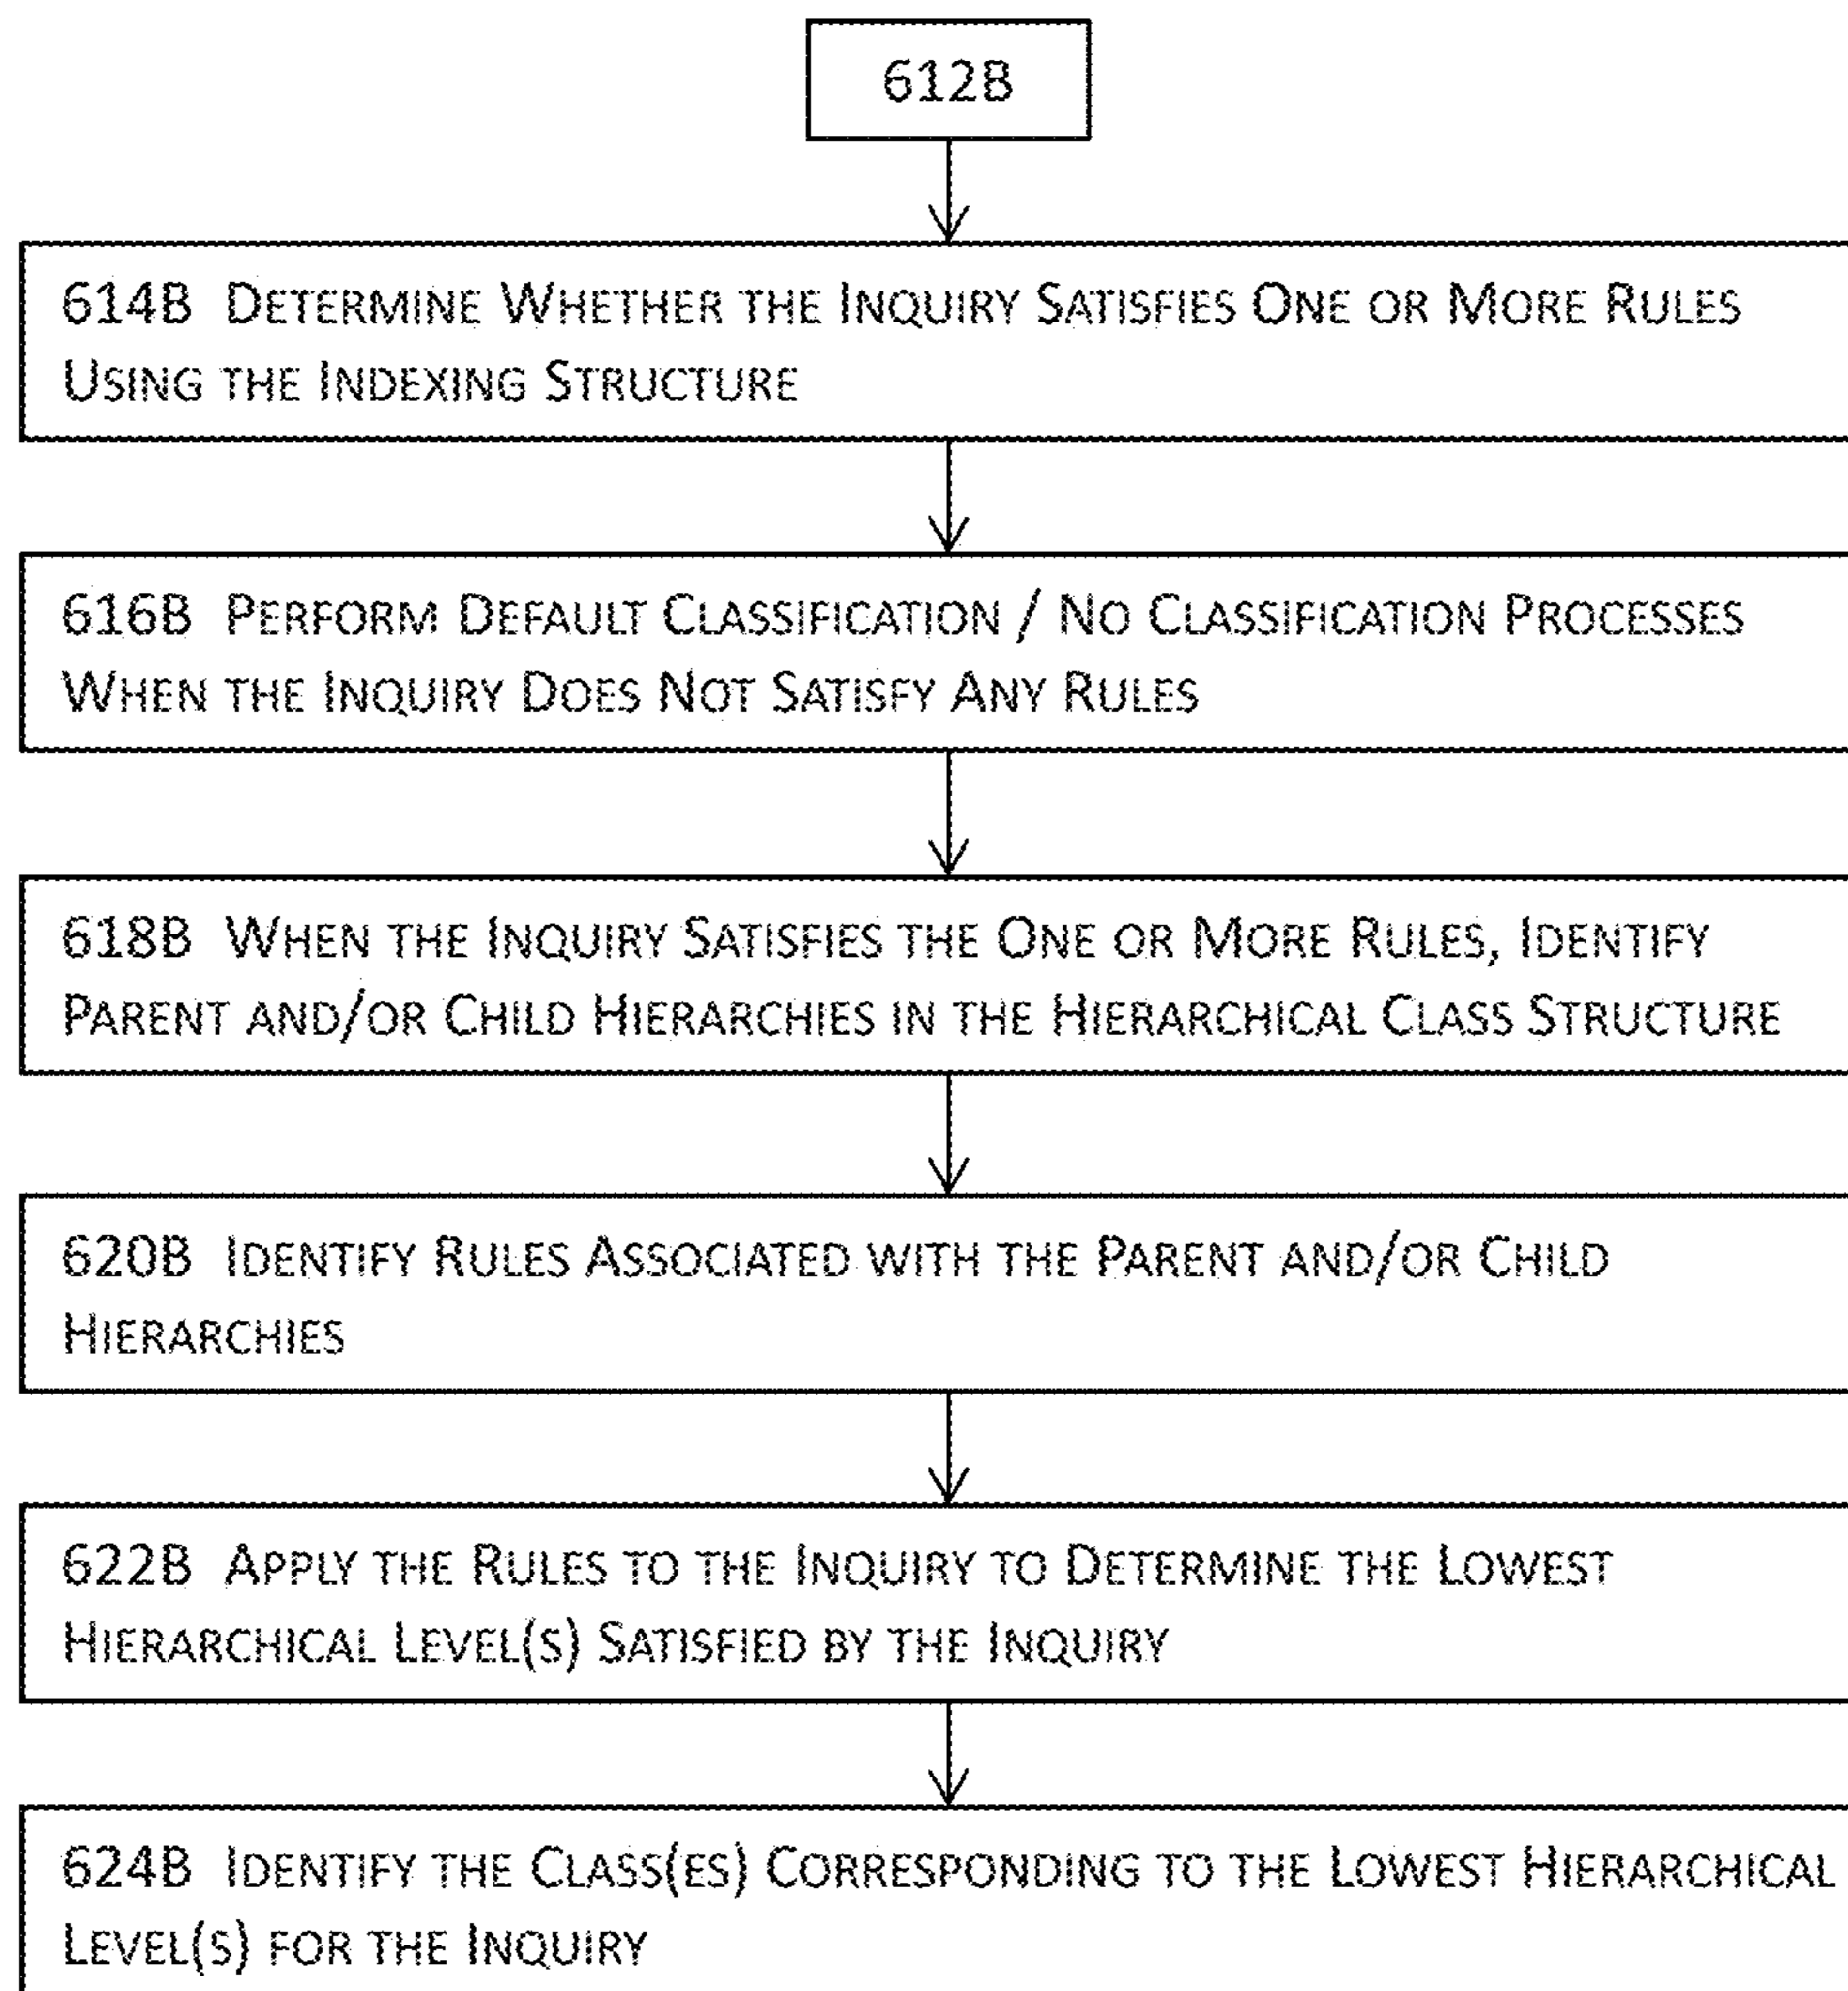 612B
614B Determine Whether the Inquiry Satisfies One or More Rules
Using the Indexing Structure
616B Perform Default Classification / No Classification Processes
When the Inquiry Does Not Satisfy Any Rules
618B When the Inquiry Satisfies the One or More Rules, Identify
Parent and/or Child Hierarchies in the Hierarchical Class Structure
620B Identify Rules Associated with the Parent and/or Child
Hierarchies
622B Apply the Rules to the Inquiry to Determine the Lowest
Hierarchical Level(s) Satisfied by the Inquiry
624B Identify the Class(es) Corresponding to the Lowest Hierarchical
Level(s) for the Inquiry